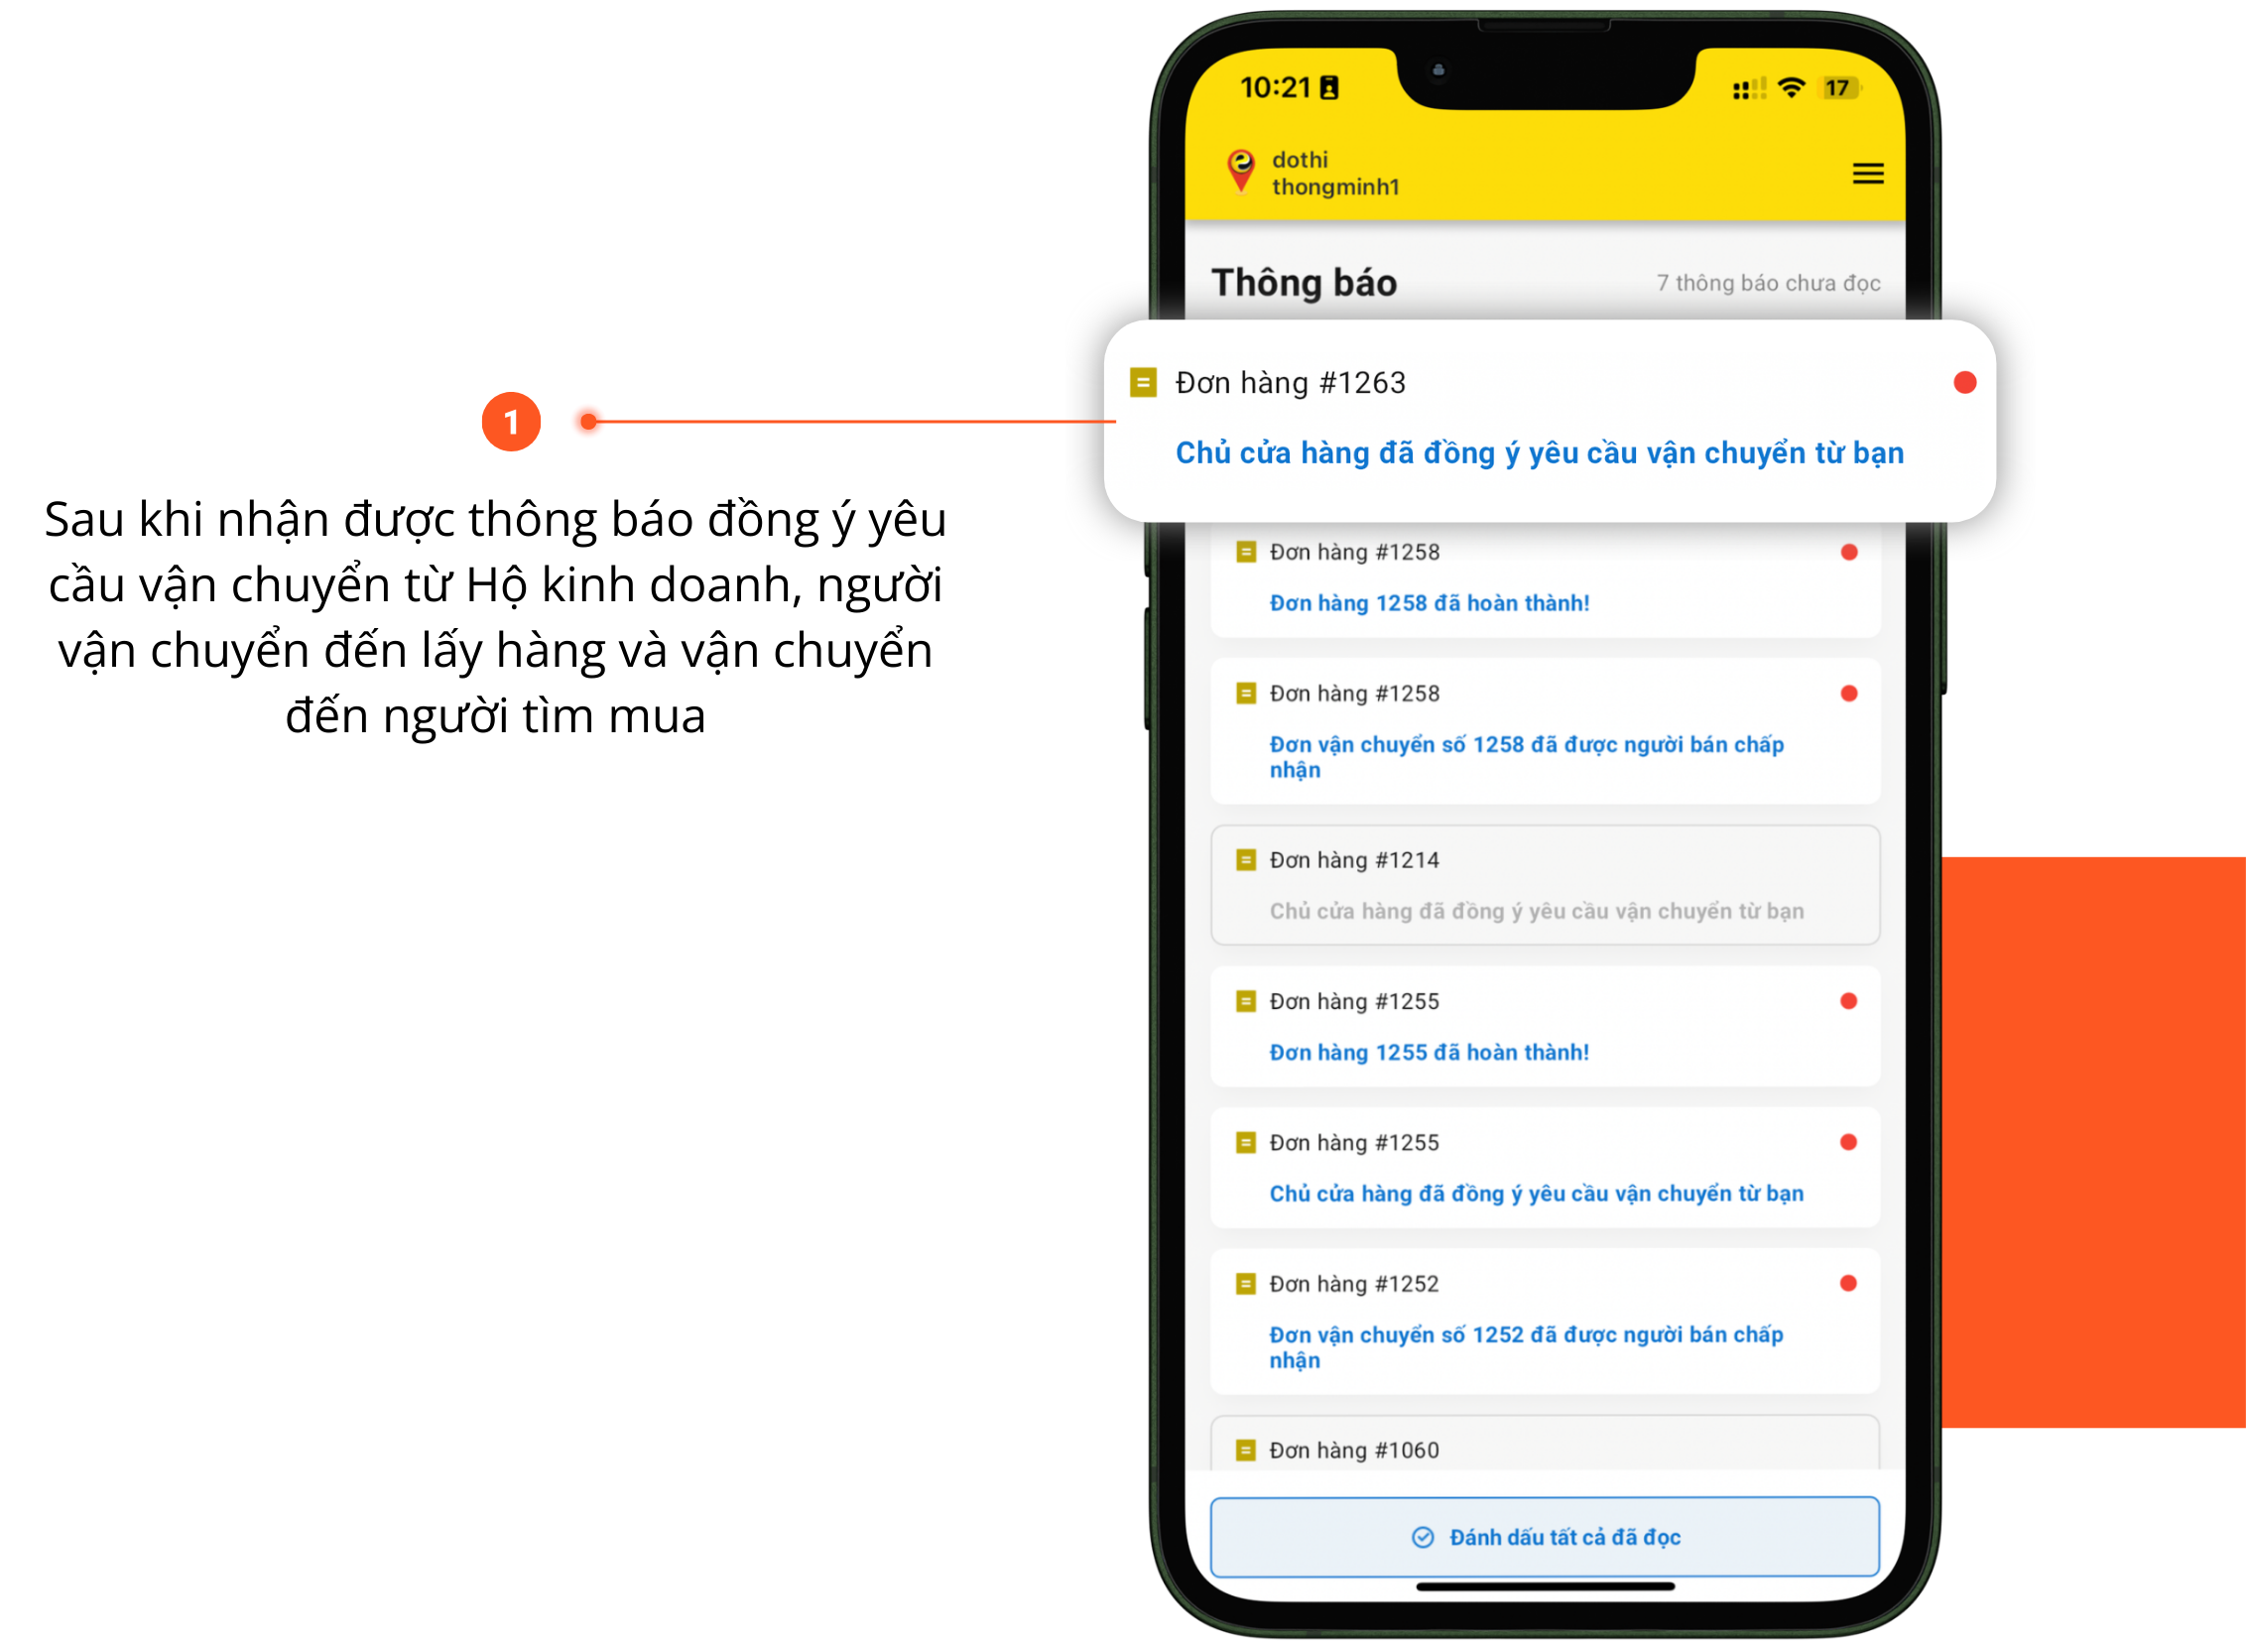 1
Sau khi nhận được thông báo đồng ý yêu
cầu vận chuyển từ Hộ kinh doanh, người
vận chuyển đến lấy hàng và vận chuyển
đến người tìm mua
10:21
17
dothi
thongminh1
Thông báo
7 thông báo chưa đọc
Đơn hàng #1263
Chủ cửa hàng đã đồng ý yêu cầu vận chuyển từ bạn
Đơn hàng #1258
Đơn hàng 1258 đã hoàn thành!
Đơn hàng #1258
Đơn vận chuyển số 1258 đã được người bán chấp
nhận
Đơn hàng #1214
Chủ cửa hàng đã đồng ý yêu cầu vận chuyển từ bạn
Đơn hàng #1255
Đơn hàng 1255 đã hoàn thành!
Đơn hàng #1255
Chủ cửa hàng đã đồng ý yêu cầu vận chuyển từ bạn
Đơn hàng #1252
Đơn vận chuyển số 1252 đã được người bán chấp
nhận
Đơn hàng #1060
Đánh dấu tất cả đã đọc